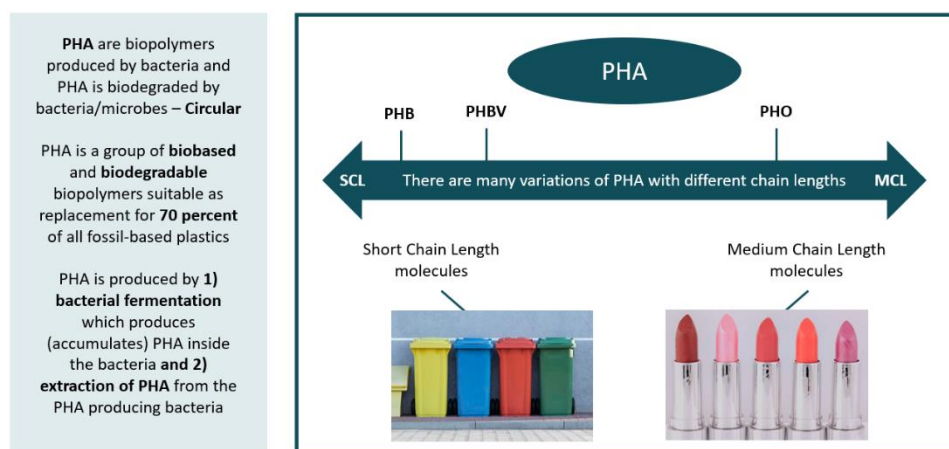 PHA are biopolymers
produced by bacteria and
PHA is biodegraded by
bacteria/microbes – Circular
PHA is a group of biobased
and biodegradable
biopolymers suitable as
replacement for 70 percent
of all fossil-based plastics
PHA is produced by 1)
bacterial fermentation
which produces
(accumulates) PHA inside
the bacteria and 2)
extraction of PHA from the
PHA producing bacteria
PHA
PHB
PHBV
PHO
SCL
There are many variations of PHA with different chain lengths
MCL
Short Chain Length
molecules
Medium Chain Length
molecules